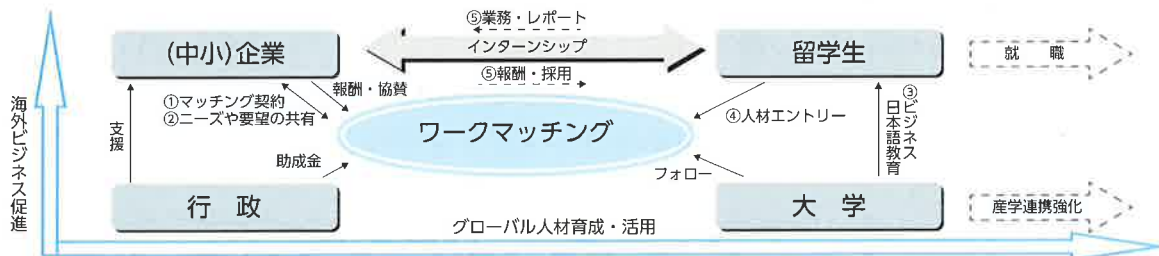 ⑤業務・レポート
(中小)企業
インターンシップ
留学生
就 職
⑤報酬・採用
報酬・協賛
①マッチング契約
②ニーズや要望の共有
ワークマッチング
④人材エントリー
③ビジネス
日本語教育
支援
助成金
フォロー
行 政
大 学
産学連携強化
海外ビジネス促進
グローバル人材育成・活用